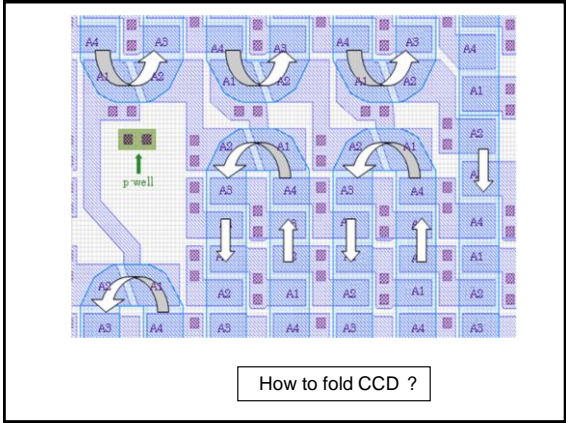 A4 A3 A4 A3 A4 A3 A4
A1 A2 A1 A2 A1 A2 A1
A2 A1 A2 A1 A2
p-well
A3 A4 A3 A4
A4
A1
A2 A1 A2 A1 A2 A1 A2
A3 A4 A3 A4 A3 A4 A3
How to fold CCD ?